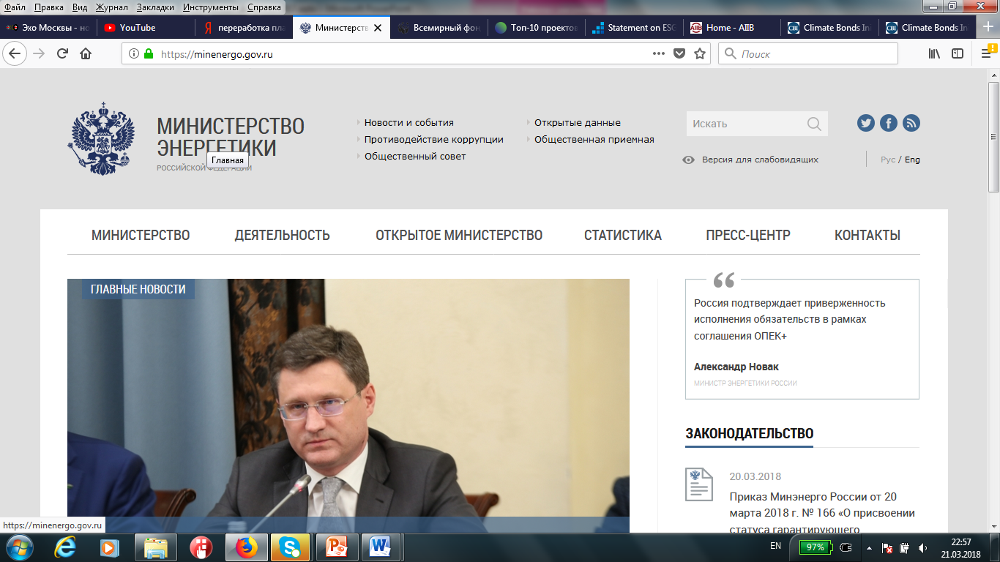 Файл Правка Вид Журнал Закладки Инструменты Справка
Эхо Москвы - но
YouTube
переработка пла
Министерств
Всемирный фон
Топ-10 проектов
Statement on ESG
Home - AIIB
Climate Bonds In
Climate Bonds In
https://minenergo.gov.ru
Поиск
МИНИСТЕРСТВО
ЭНЕРГЕТИКИ
РОССИЙСКОЙ ФЕДЕРАЦИИ
Главная
Новости и события
Противодействие коррупции
Общественный совет
Открытые данные
Общественная приемная
Искать
Версия для слабовидящих
Рус / Eng
МИНИСТЕРСТВО ДЕЯТЕЛЬНОСТЬ ОТКРЫТОЕ МИНИСТЕРСТВО СТАТИСТИКА ПРЕСС-ЦЕНТР КОНТАКТЫ
ГЛАВНЫЕ НОВОСТИ
Россия подтверждает приверженность
исполнения обязательств в рамках
соглашения ОПЕК+
Александр Новак
МИНИСТР ЭНЕРГЕТИКИ РОССИИ
ЗАКОНОДАТЕЛЬСТВО
20.03.2018
Приказ Минэнерго России от 20
марта 2018 г. № 166 «О присвоении
статуса гарантирующего
https://minenergo.gov.ru
EN
97%
22:57
21.03.2018